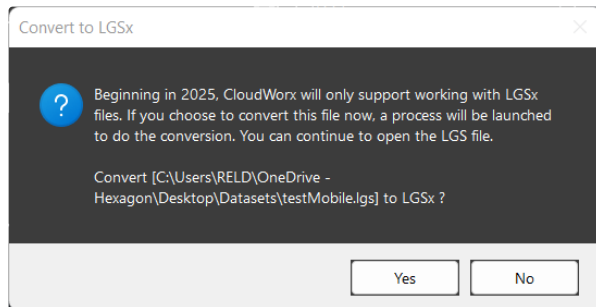 Convert to LGSx
Beginning in 2025, CloudWorx will only support working with LGSx
files. If you choose to convert this file now, a process will be launched
to do the conversion. You can continue to open the LGS file.
Convert [C:\Users\RELD\OneDrive -
Hexagon\Desktop\Datasets\testMobile.lgs] to LGSx ?
Yes
No